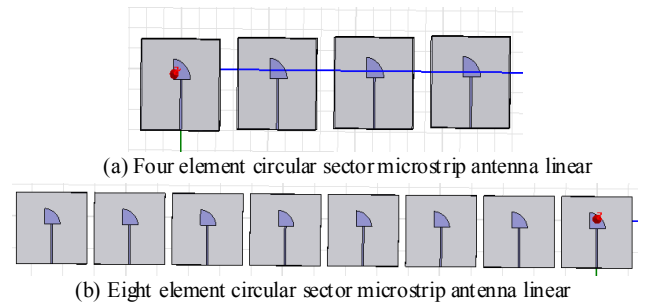 (a) Four element circular sector microstrip antenna linear
(b) Eight element circular sector microstrip antenna linear